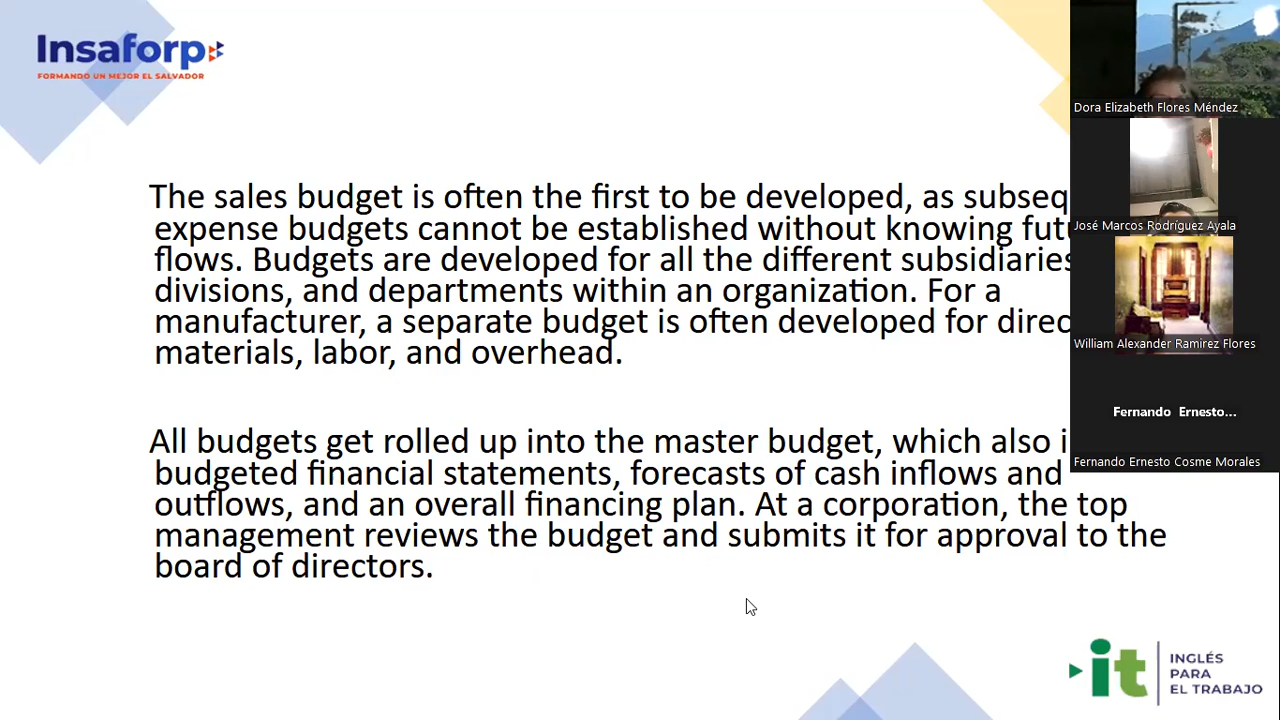 Insaforp
FORMANDO UN MEJOR EL SALVADOR
The sales budget is often the first to be developed, as
expense budgets cannot be established without knowing
flows. Budgets are developed for all the different subsidiaries
divisions, and departments within an organization. For a
manufacturer, a separate budget is often developed for
materials, labor, and overhead.
All budgets get rolled up into the master budget, which also
budgeted financial statements, forecasts of cash inflows and
outflows, and an overall financing plan. At a corporation, the top
management reviews the budget and submits it for approval to the
board of directors.
Dora Elizabeth Flores Méndez
José Marcos Rodríguez Ayala
William Alexander Ramirez Flores
Fernando Ernesto...
Fernando Ernesto Cosme Morales
it
INGLÉS
PARA
EL TRABAJO